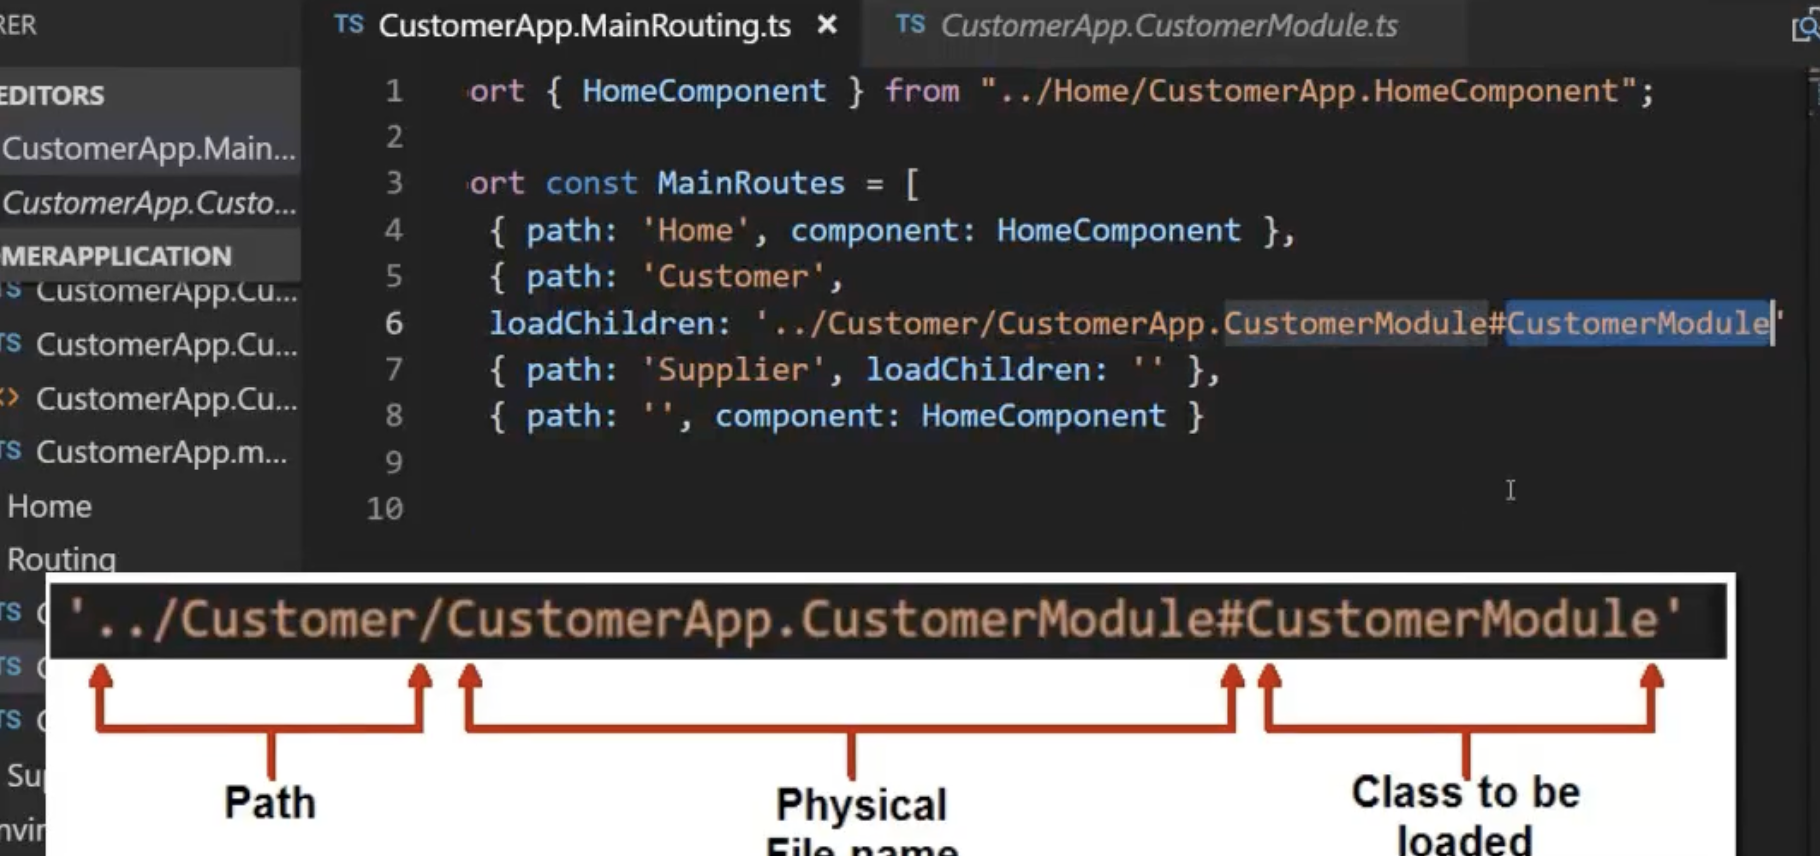 RER
TS CustomerApp.MainRouting.ts ×
TS CustomerApp.CustomerModule.ts
EDITORS
CustomerApp.Main...
CustomerApp.Custo...
MERAPPLICATION
TS CustomerApp.Cu...
TS CustomerApp.Cu...
<> CustomerApp.Cu...
TS CustomerApp.m...
Home
Routing
TS C
TS C
TS C
Su
nvir
1 ort { HomeComponent } from "../Home/CustomerApp.HomeComponent";
2
3 ort const MainRoutes = [
4 { path: 'Home', component: HomeComponent },
5 { path: 'Customer',
6 loadChildren: '../Customer/CustomerApp.CustomerModule#CustomerModule'
7 { path: 'Supplier', loadChildren: '' },
8 { path: '', component: HomeComponent }
9
10
'../Customer/CustomerApp.CustomerModule#CustomerModule'
Path
Physical
File name
Class to be
loaded